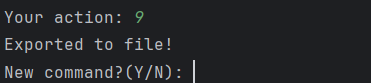 Your action: 9
Exported to file!
New command?(Y/N):